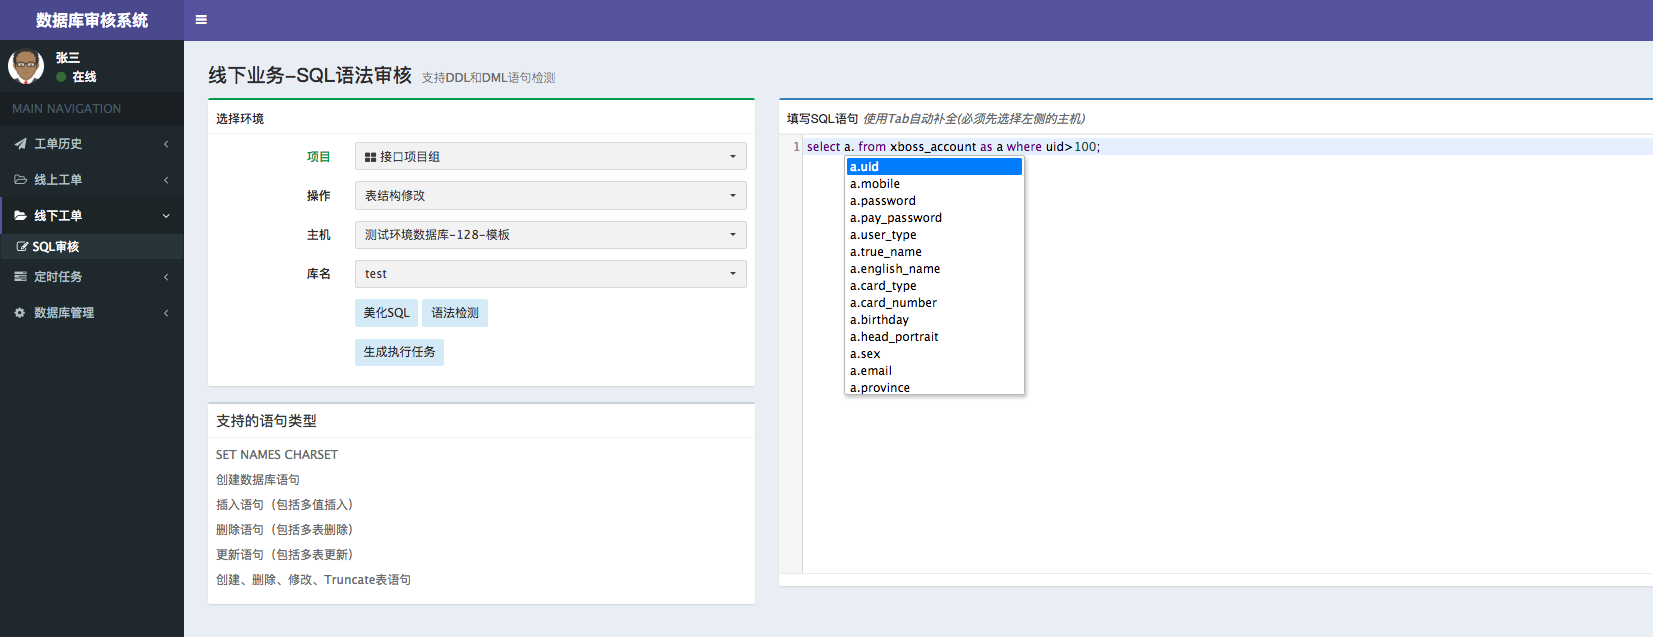 数据库审核系统
张三
在线
MAIN NAVIGATION
工单历史
线上工单
线下工单
SQL审核
定时任务
数据库管理
线下业务-SQL语法审核 支持DDL和DML语句检测
选择环境
项目 接口项目组
操作 表结构修改
主机 测试环境数据库-128-模板
库名 test
美化SQL 语法检测
生成执行任务
支持的语句类型
SET NAMES CHARSET
创建数据库语句
插入语句（包括多值插入）
删除语句（包括多表删除）
更新语句（包括多表更新）
创建、删除、修改、Truncate表语句
填写SQL语句 使用Tab自动补全(必须先选择左侧的主机)
1 select a. from xboss_account as a where uid>100;
a.uid
a.mobile
a.password
a.pay_password
a.user_type
a.true_name
a.english_name
a.card_type
a.card_number
a.birthday
a.head_portrait
a.sex
a.email
a.province